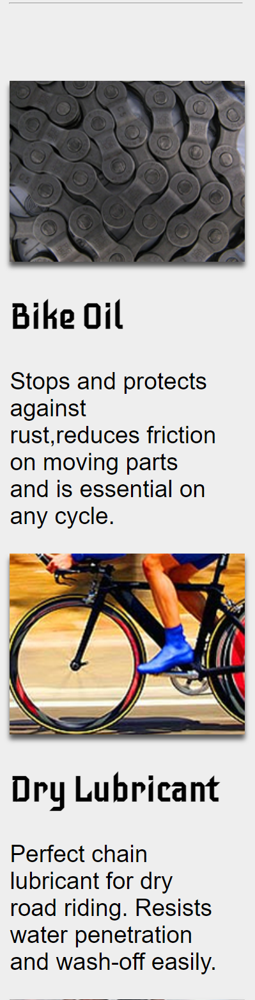 Bike Oil
Stops and protects
against
rust,reduces friction
on moving parts
and is essential on
any cycle.
Dry Lubricant
Perfect chain
lubricant for dry
road riding. Resists
water penetration
and wash-off easily.